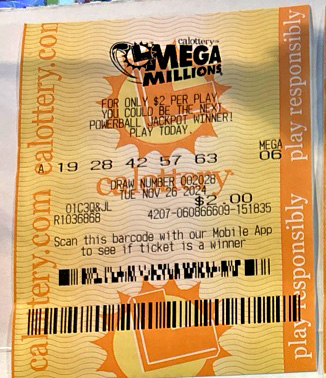 calottery
MEGA
MILLIONS
FOR ONLY $2 PER PLAY
YOU COULD BE THE NEXT
POWERBALL JACKPOT WINNER!
PLAY TODAY.
MEGA
A 19 28 42 57 63 06
calottery
DRAW NUMBER 002028
TUE NOV 26 2024
$2.00
01C3Q8JL
R1036868 4207-060866609-151835
Scan this barcode with our Mobile App
to see if ticket is a winner
calottery.com calottery.com
play responsibly play responsibly